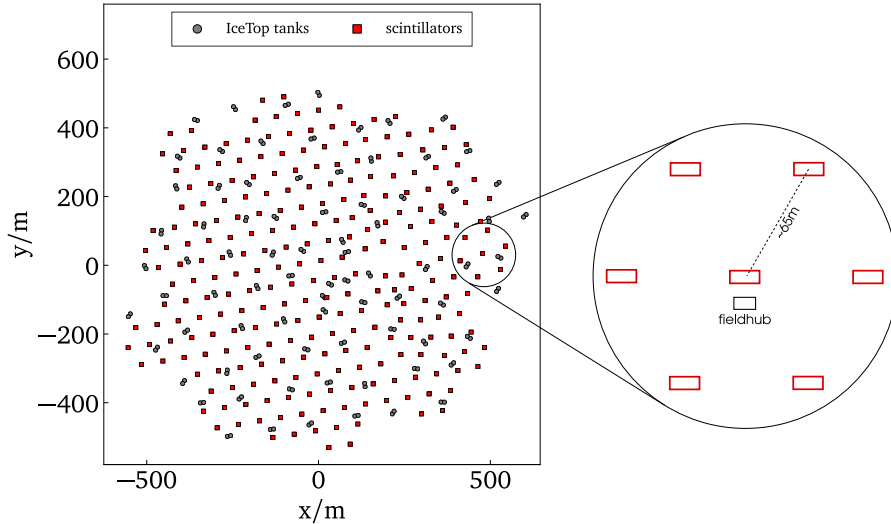 IceTop tanks scintillators
600
400
200
0
−200
−400
y/m
−500 0 500
x/m
~65m
fieldhub